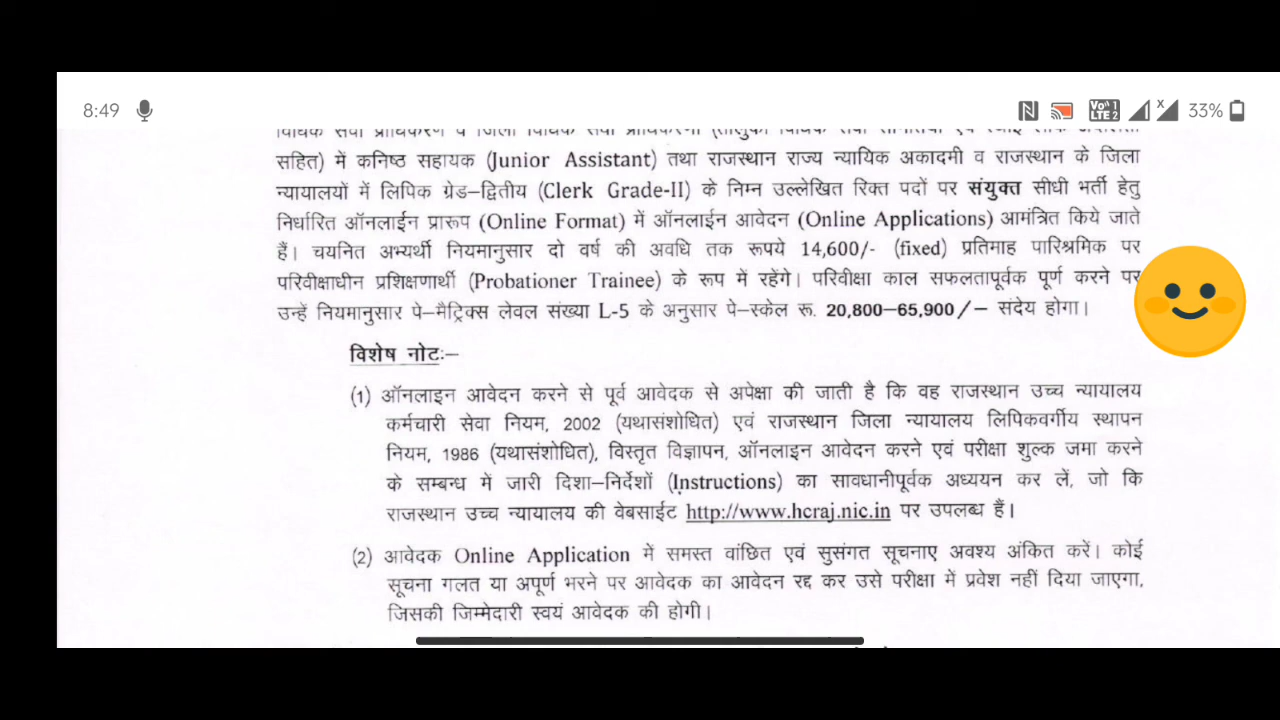 8:49
Vo 1 LTE 2
x
33%
सहित) में कनिष्ठ सहायक (Junior Assistant) तथा राजस्थान राज्य न्यायिक अकादमी व राजस्थान के जिला
न्यायालयों में लिपिक ग्रेड–द्वितीय (Clerk Grade-II) के निम्न उल्लेखित रिक्त पदों पर संयुक्त सीधी भर्ती हेतु
निर्धारित ऑनलाईन प्रारूप (Online Format) में ऑनलाईन आवेदन (Online Applications) आमंत्रित किये जाते
हैं। चयनित अभ्यर्थी नियमानुसार दो वर्ष की अवधि तक रूपये 14,600/- (fixed) प्रतिमाह पारिश्रमिक पर
परिवीक्षाधीन प्रशिक्षणार्थी (Probationer Trainee) के रूप में रहेंगे। परिवीक्षा काल सफलतापूर्वक पूर्ण करने पर
उन्हें नियमानुसार पे–मैट्रिक्स लेवल संख्या L-5 के अनुसार पे–स्केल रू. 20,800–65,900/– संदेय होगा।
विशेष नोटः–
(1) ऑनलाइन आवेदन करने से पूर्व आवेदक से अपेक्षा की जाती है कि वह राजस्थान उच्च न्यायालय
कर्मचारी सेवा नियम, 2002 (यथासंशोधित) एवं राजस्थान जिला न्यायालय लिपिकवर्गीय स्थापन
नियम, 1986 (यथासंशोधित), विस्तृत विज्ञापन, ऑनलाइन आवेदन करने एवं परीक्षा शुल्क जमा करने
के सम्बन्ध में जारी दिशा–निर्देशों (Instructions) का सावधानीपूर्वक अध्ययन कर लें, जो कि
राजस्थान उच्च न्यायालय की वेबसाईट http://www.hcraj.nic.in पर उपलब्ध हैं।
(2) आवेदक Online Application में समस्त वांछित एवं सुसंगत सूचनाए अवश्य अंकित करें। कोई
सूचना गलत या अपूर्ण भरने पर आवेदक का आवेदन रद्द कर उसे परीक्षा में प्रवेश नहीं दिया जाएगा,
जिसकी जिम्मेदारी स्वयं आवेदक की होगी।